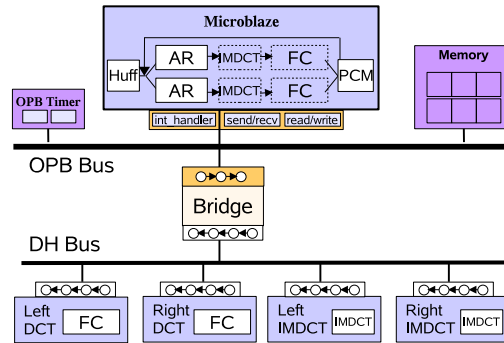 Microblaze
Huff
AR
IMDCT
FC
AR
IMDCT
FC
PCM
OPB Timer
Memory
int_handler
send/recv
read/write
OPB Bus
Bridge
DH Bus
Left
DCT
FC
Right
DCT
FC
Left
IMDCT
IMDCT
Right
IMDCT
IMDCT